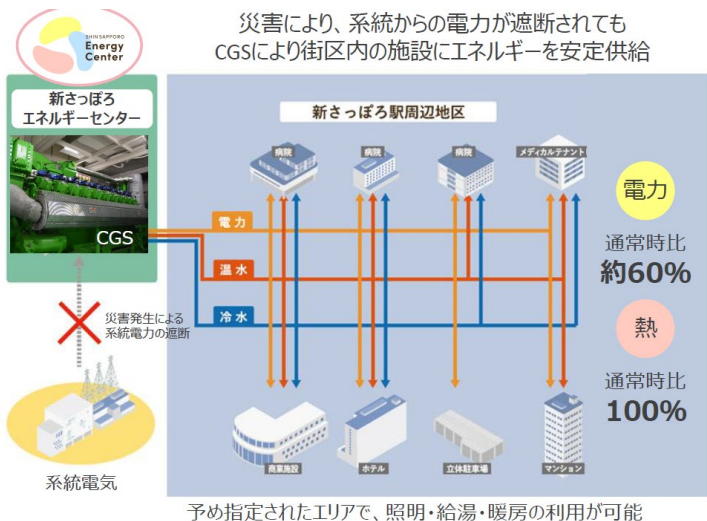 災害により、系統からの電力が遮断されても
CGSにより街区内の施設にエネルギーを安定供給
SHINSAPPORO
Energy
Center
新さっぽろ
エネルギーセンター
CGS
新さっぽろ駅周辺地区
病院
病院
病院
メディカルテナント
電力
温水
冷水
災害発生による
系統電力の遮断
系統電気
商業施設
ホテル
立体駐車場
マンション
電力
通常時比
約60%
熱
通常時比
100%
予め指定されたエリアで、照明・給湯・暖房の利用が可能